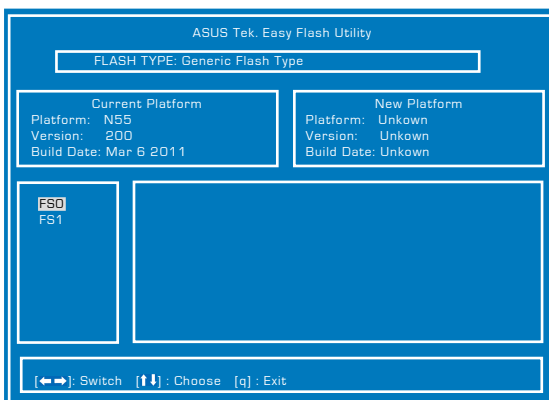 ASUS Tek. Easy Flash Utility
FLASH TYPE: Generic Flash Type
Current Platform
Platform: N55
Version: 200
Build Date: Mar 6 2011
New Platform
Platform: Unkown
Version: Unkown
Build Date: Unkown
FS0
FS1
[←→]: Switch [↑↓] : Choose [q] : Exit